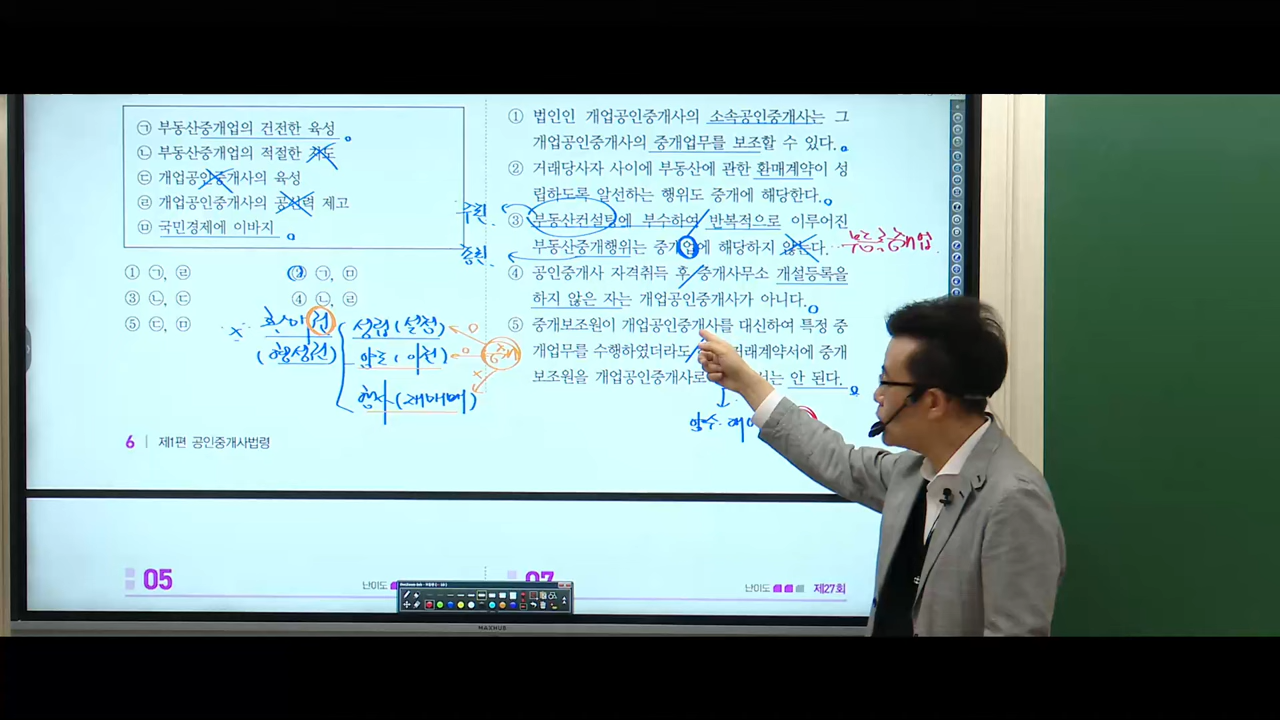 ㉠ 부동산중개업의 건전한 육성
㉡ 부동산중개업의 적절한 지도
㉢ 개업공인중개사의 육성
㉣ 개업공인중개사의 공신력 제고
㉤ 국민경제에 이바지
① ㉠, ㉣
② ㉠, ㉤
③ ㉡, ㉢
④ ㉡, ㉣
⑤ ㉢, ㉤
환매권
(형성권)
성립(설정)
양도(이전)
행사(재매매)
중개
6 | 제1편 공인중개사법령
① 법인인 개업공인중개사의 소속공인중개사는 그
개업공인중개사의 중개업무를 보조할 수 있다.
② 거래당사자 사이에 부동산에 관한 환매계약이 성
립하도록 알선하는 행위도 중개에 해당한다.
③ 부동산컨설팅에 부수하여 반복적으로 이루어진
부동산중개행위는 중개업에 해당하지 않는다.
④ 공인중개사 자격취득 후 중개사무소 개설등록을
하지 않은 자는 개업공인중개사가 아니다.
⑤ 중개보조원이 개업공인중개사를 대신하여 특정 중
개업무를 수행하였더라도 거래계약서에 중개
보조원을 개업공인중개사로 서는 안 된다.
05
난이도
07
난이도 제27회
MAXHUB